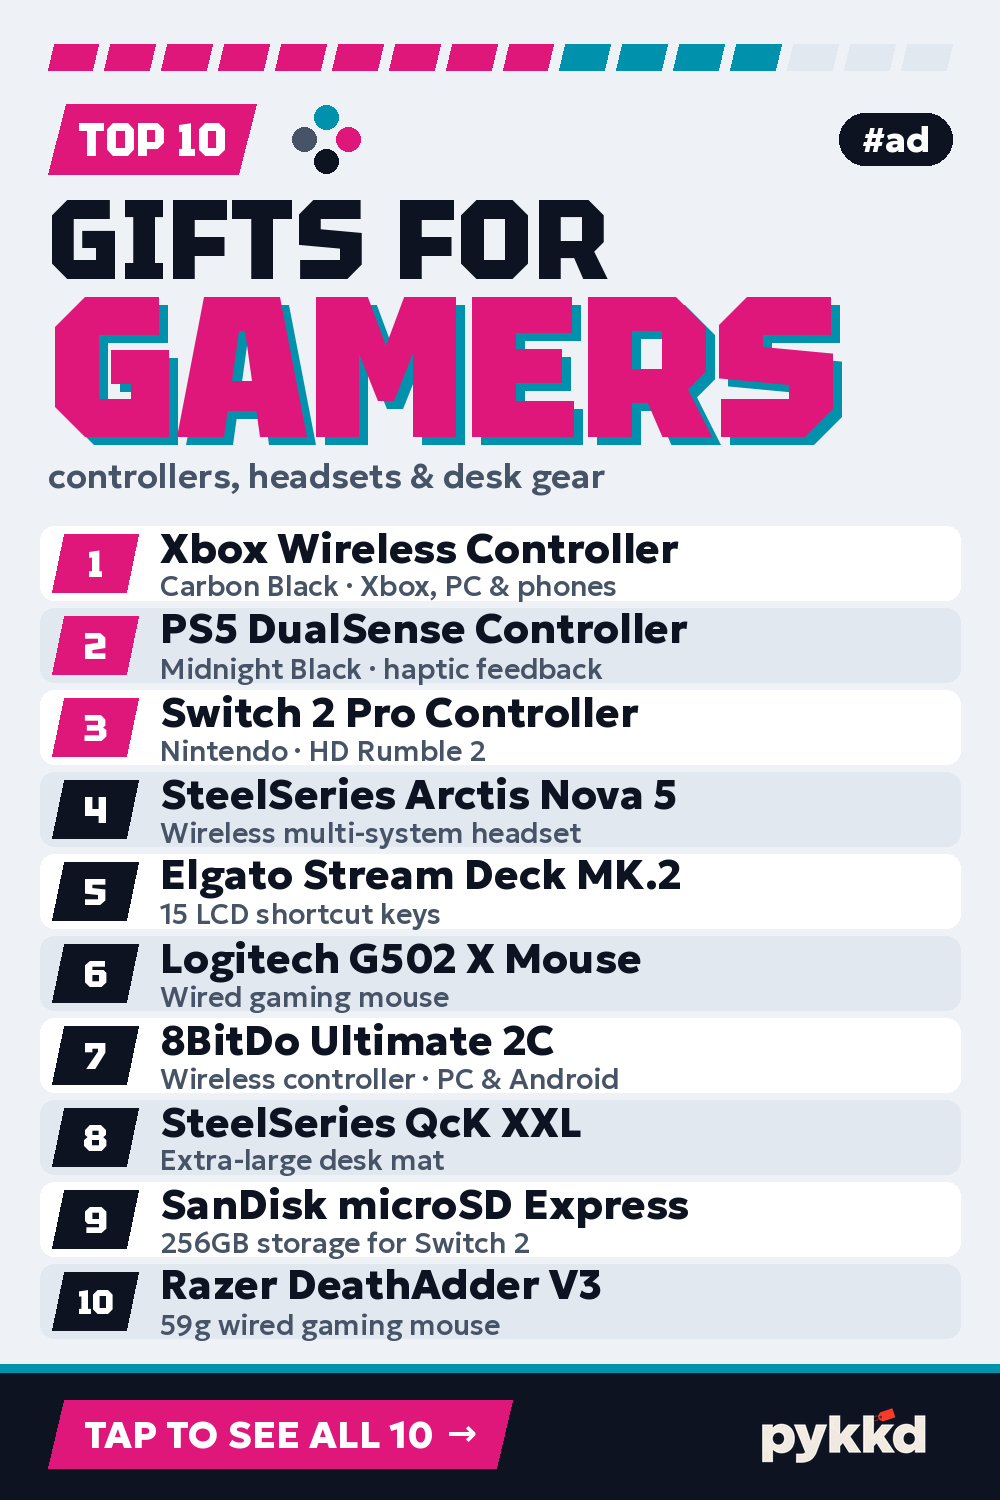 TOP 10
#ad
GIFTS FOR
GAMERS
controllers, headsets & desk gear
1
Xbox Wireless Controller
Carbon Black · Xbox, PC & phones
2
PS5 DualSense Controller
Midnight Black · haptic feedback
3
Switch 2 Pro Controller
Nintendo · HD Rumble 2
4
SteelSeries Arctis Nova 5
Wireless multi-system headset
5
Elgato Stream Deck MK.2
15 LCD shortcut keys
6
Logitech G502 X Mouse
Wired gaming mouse
7
8BitDo Ultimate 2C
Wireless controller · PC & Android
8
SteelSeries QcK XXL
Extra-large desk mat
9
SanDisk microSD Express
256GB storage for Switch 2
10
Razer DeathAdder V3
59g wired gaming mouse
TAP TO SEE ALL 10 →
pykkd